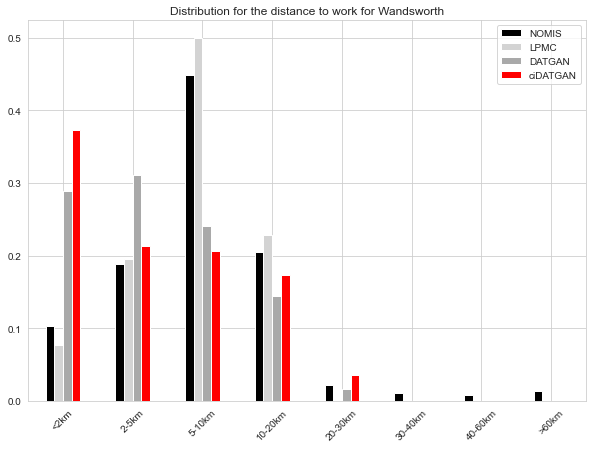 Distribution for the distance to work for Wandsworth
NOMIS
LPMC
DATGAN
ciDATGAN
0.5
0.4
0.3
0.2
0.1
0.0
<2km
2-5km
5-10km
10-20km
20-30km
30-40km
40-60km
>60km